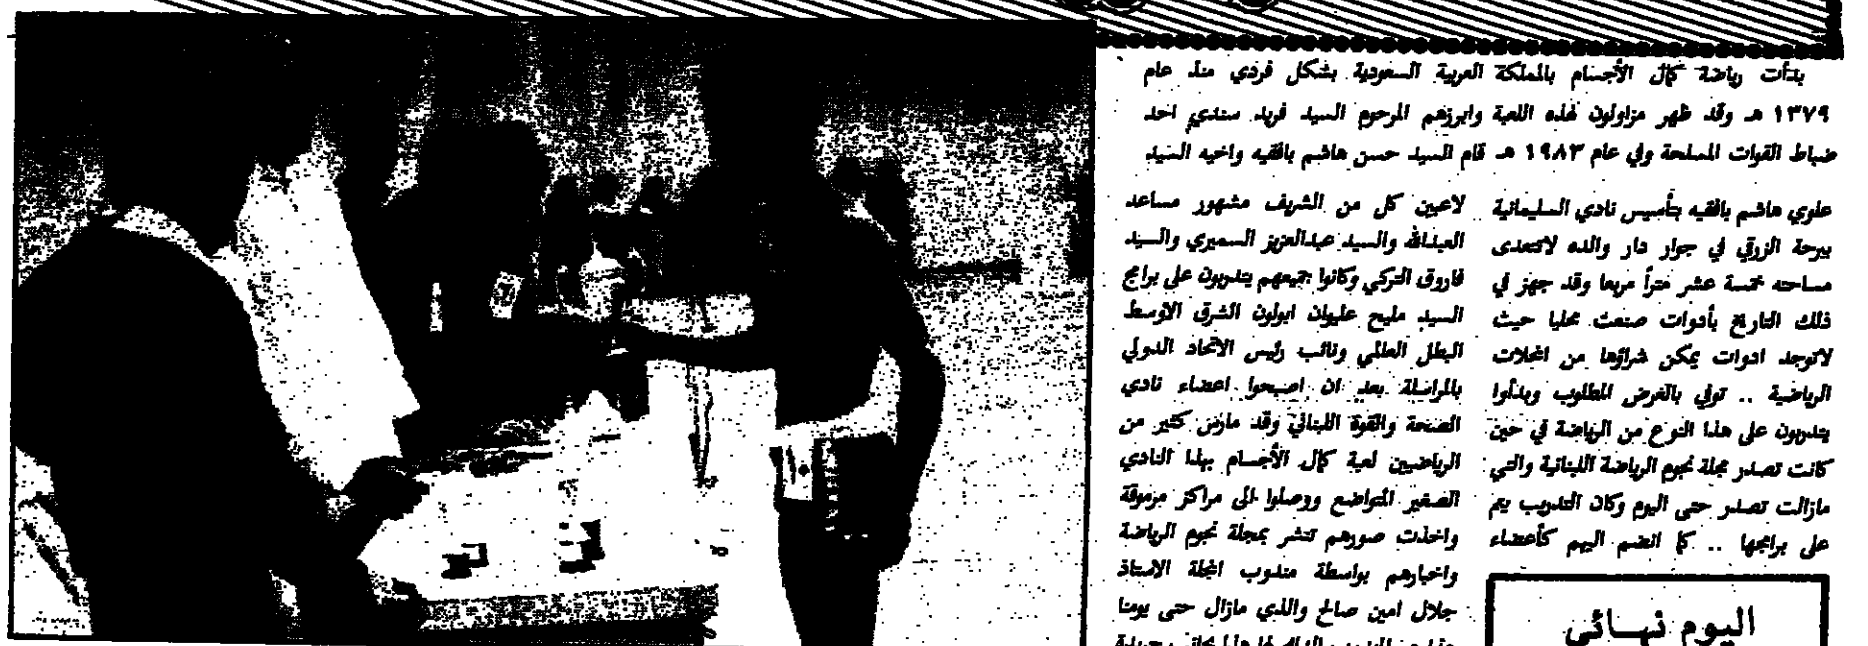 بدأت رياضة كمال الأجسام بالمملكة العربية السعودية بشكل فردي منذ عام
١٣٧٩ هـ وقد ظهر مزاولون لهذه اللعبة وابرزهم المرحوم السيد فريد سندي احد
ضباط القوات المسلحة وفي عام ١٩٨٣ هـ قام السيد حسن هاشم بافقيه واخيه السيد
علوي هاشم بافقيه بتأسيس نادي السليمانية
ببرحة الزرقي في جوار دار والده لاتتعدى
مساحته خمسة عشر متراً مربعا وقد جهز في
ذلك التاريخ بأدوات صنعت محليا حيث
لاتوجد ادوات يمكن شراؤها من المحلات
الرياضية .. توفي بالغرض المطلوب وبدأوا
يتدربون على هذا النوع من الرياضة في حين
كانت تصدر مجلة نجوم الرياضة اللبنانية والتي
مازالت تصدر حتى اليوم وكان التدريب يتم
على برامجها .. كما انضم اليهم كأعضاء
لاعبين كل من الشريف مشهور مساعد
العبدالله والسيد عبدالعزيز السميري والسيد
فاروق التركي وكانوا جميعهم يتدربون على برامج
السيد مليح عليوان ابولون الشرق الاوسط
البطل العالمي ونائب رئيس الاتحاد الدولي
بالمراسلة بعد ان اصبحوا اعضاء نادي
الصحة والقوة اللبناني وقد مارس كثير من
الرياضيين لعبة كمال الأجسام بهذا النادي
الصغير المتواضع ووصلوا الى مراكز مرموقة
واخذت صورهم تنشر بمجلة نجوم الرياضة
واخبارهم بواسطة مندوب المجلة الاستاذ
جلال امين صالح والذي مازال حتى يومنا
اليوم نهائي